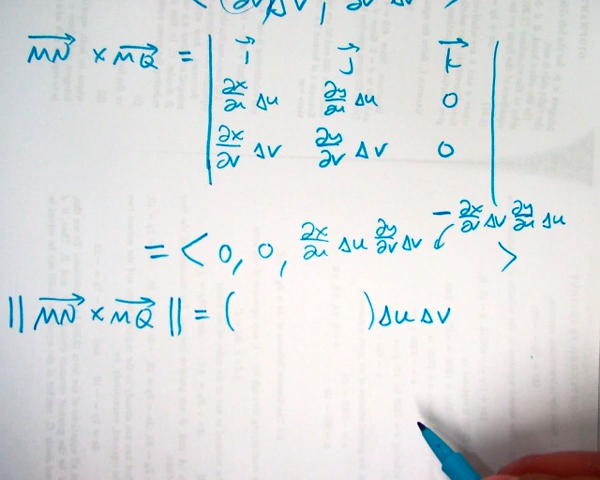 MN × MQ = | i j k |
∂x/∂u Δu ∂y/∂u Δu 0
∂x/∂v Δv ∂y/∂v Δv 0
= < 0, 0, ∂x/∂u Δu ∂y/∂v Δv − ∂x/∂v Δv ∂y/∂u Δu >
|| MN × MQ || = ( ) Δu Δv